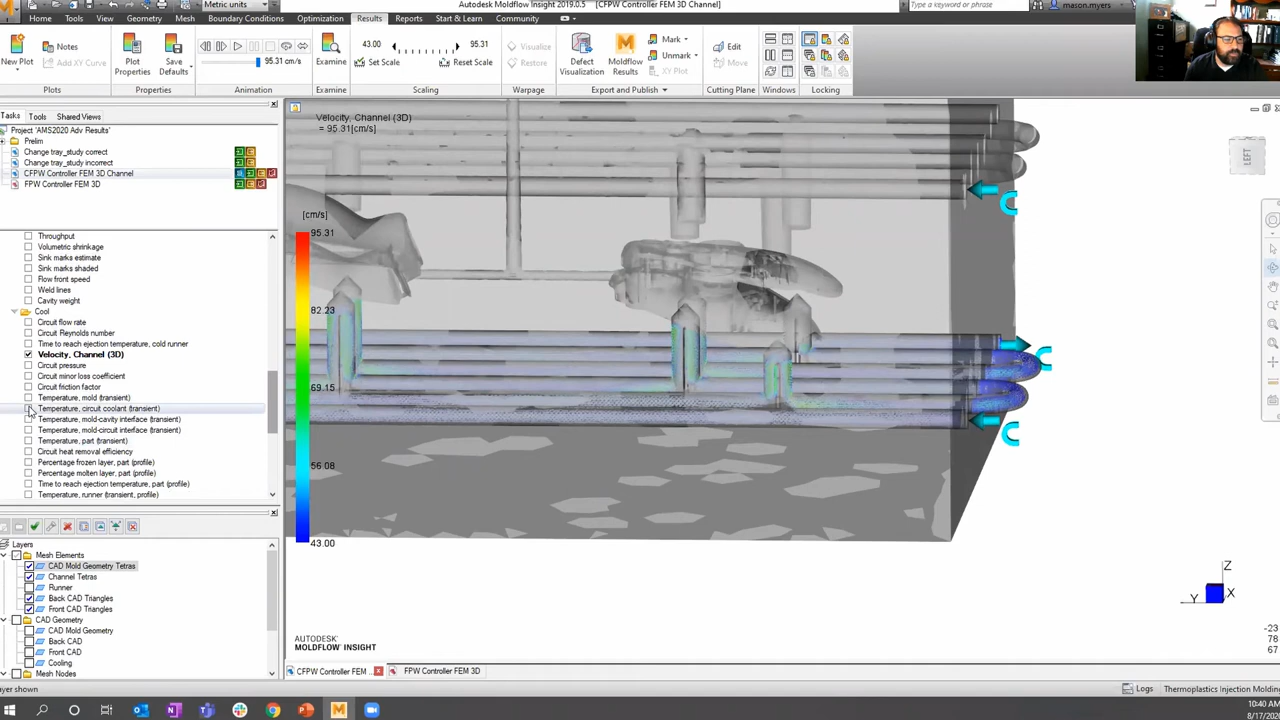 Metric units
Autodesk Moldflow Insight 2019.0.5 [CFPW Controller FEM 3D Channel]
Type a keyword or phrase
mason.myers
Home Tools View Geometry Mesh Boundary Conditions Optimization Results Reports Start & Learn Community
New Plot
Notes
Add XY Curve
Plots
Plot Properties
Save Defaults
Properties
95.31 cm/s
Animation
Examine
Examine
43.00 95.31
Set Scale Reset Scale
Scaling
Visualize
Restore
Warpage
Defect Visualization
Moldflow Results
Mark
Unmark
XY Plot
Export and Publish
Edit
Move
Cutting Plane
Windows
Locking
Tasks Tools Shared Views
Project 'AMS2020 Adv Results'
Prelim
Change tray_study correct
Change tray_study incorrect
CFPW Controller FEM 3D Channel
FPW Controller FEM 3D
Throughput
Volumetric shrinkage
Sink marks estimate
Sink marks shaded
Flow front speed
Weld lines
Cavity weight
Cool
Circuit flow rate
Circuit Reynolds number
Time to reach ejection temperature, cold runner
Velocity, Channel (3D)
Circuit pressure
Circuit minor loss coefficient
Circuit friction factor
Temperature, mold (transient)
Temperature, circuit coolant (transient)
Temperature, mold-cavity interface (transient)
Temperature, mold-circuit interface (transient)
Temperature, part (transient)
Circuit heat removal efficiency
Percentage frozen layer, part (profile)
Percentage molten layer, part (profile)
Time to reach ejection temperature, part (profile)
Temperature, runner (transient, profile)
Layers
Mesh Elements
CAD Mold Geometry Tetras
Channel Tetras
Runner
Back CAD Triangles
Front CAD Triangles
CAD Geometry
CAD Mold Geometry
Back CAD
Front CAD
Cooling
Mesh Nodes
Velocity, Channel (3D)
= 95.31[cm/s]
[cm/s]
95.31
82.23
69.15
56.08
43.00
LEFT
Z
Y X
-23
78
67
AUTODESK
MOLDFLOW INSIGHT
CFPW Controller FEM ... FPW Controller FEM 3D
ayer shown
Logs
Thermoplastics Injection Molding
10:40 AM
8/17/20